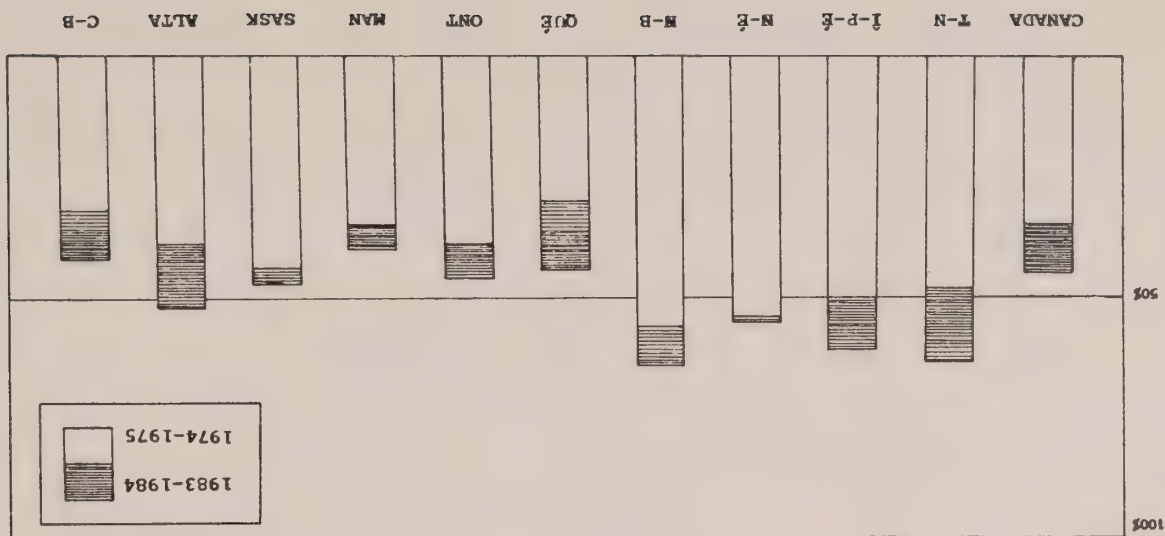 100%
1983-1984
1974-1975
50%
CANADA T-N Î-P-É N-É N-B QUÉ ONT MAN SASK ALTA C-B